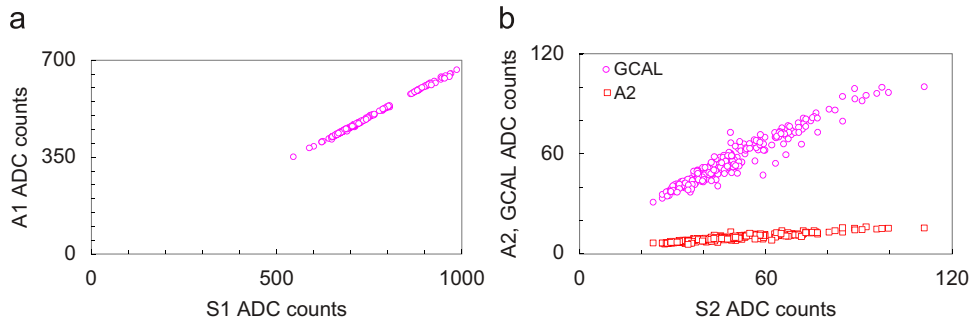 a
700
350
0
A1 ADC counts
0
500
1000
S1 ADC counts
b
120
60
0
A2, GCAL ADC counts
GCAL
A2
0
60
120
S2 ADC counts